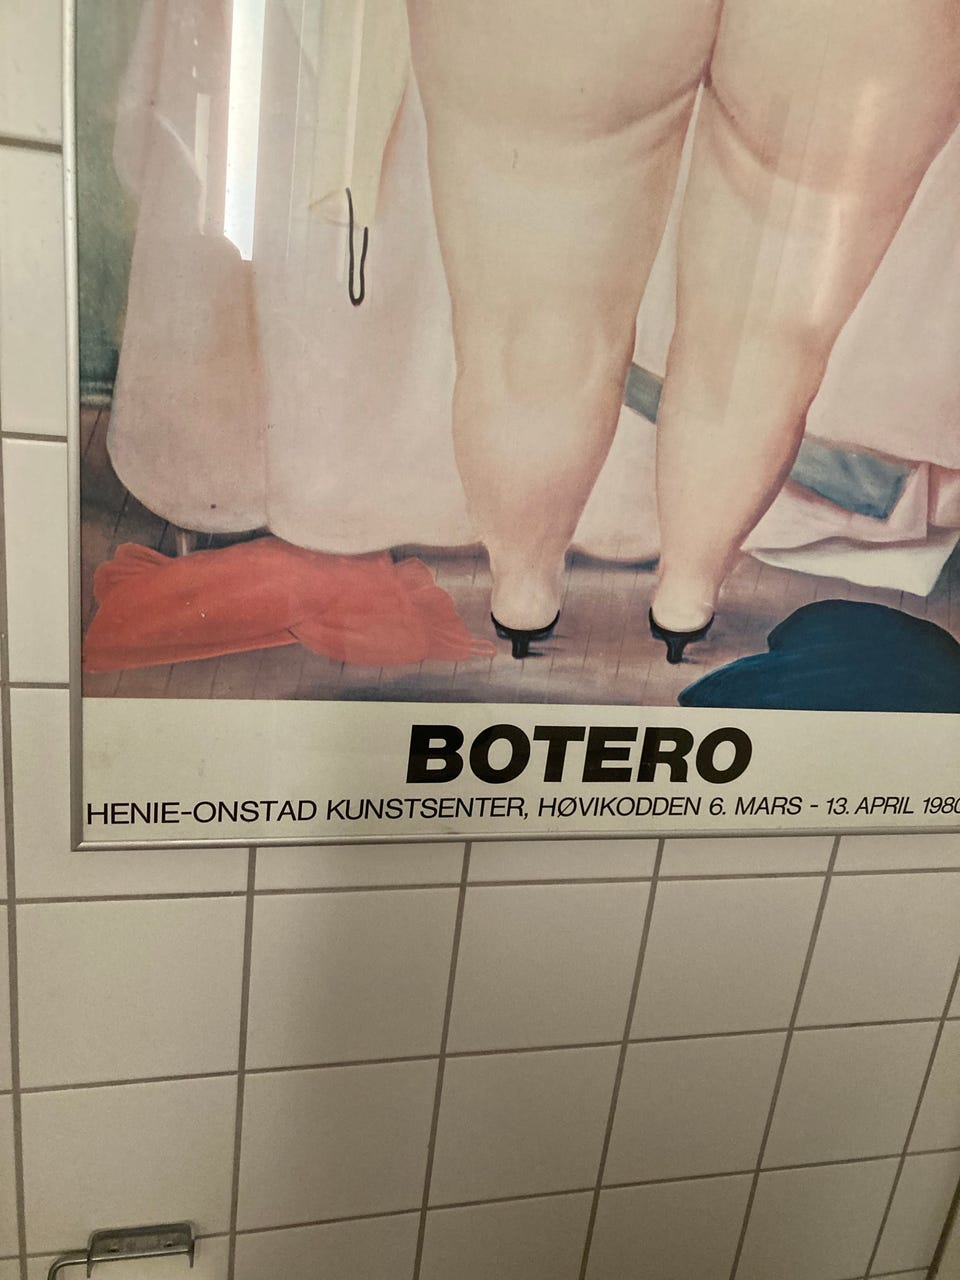 BOTERO
HENIE-ONSTAD KUNSTSENTER, HØVIKODDEN 6. MARS - 13. APRIL 1980